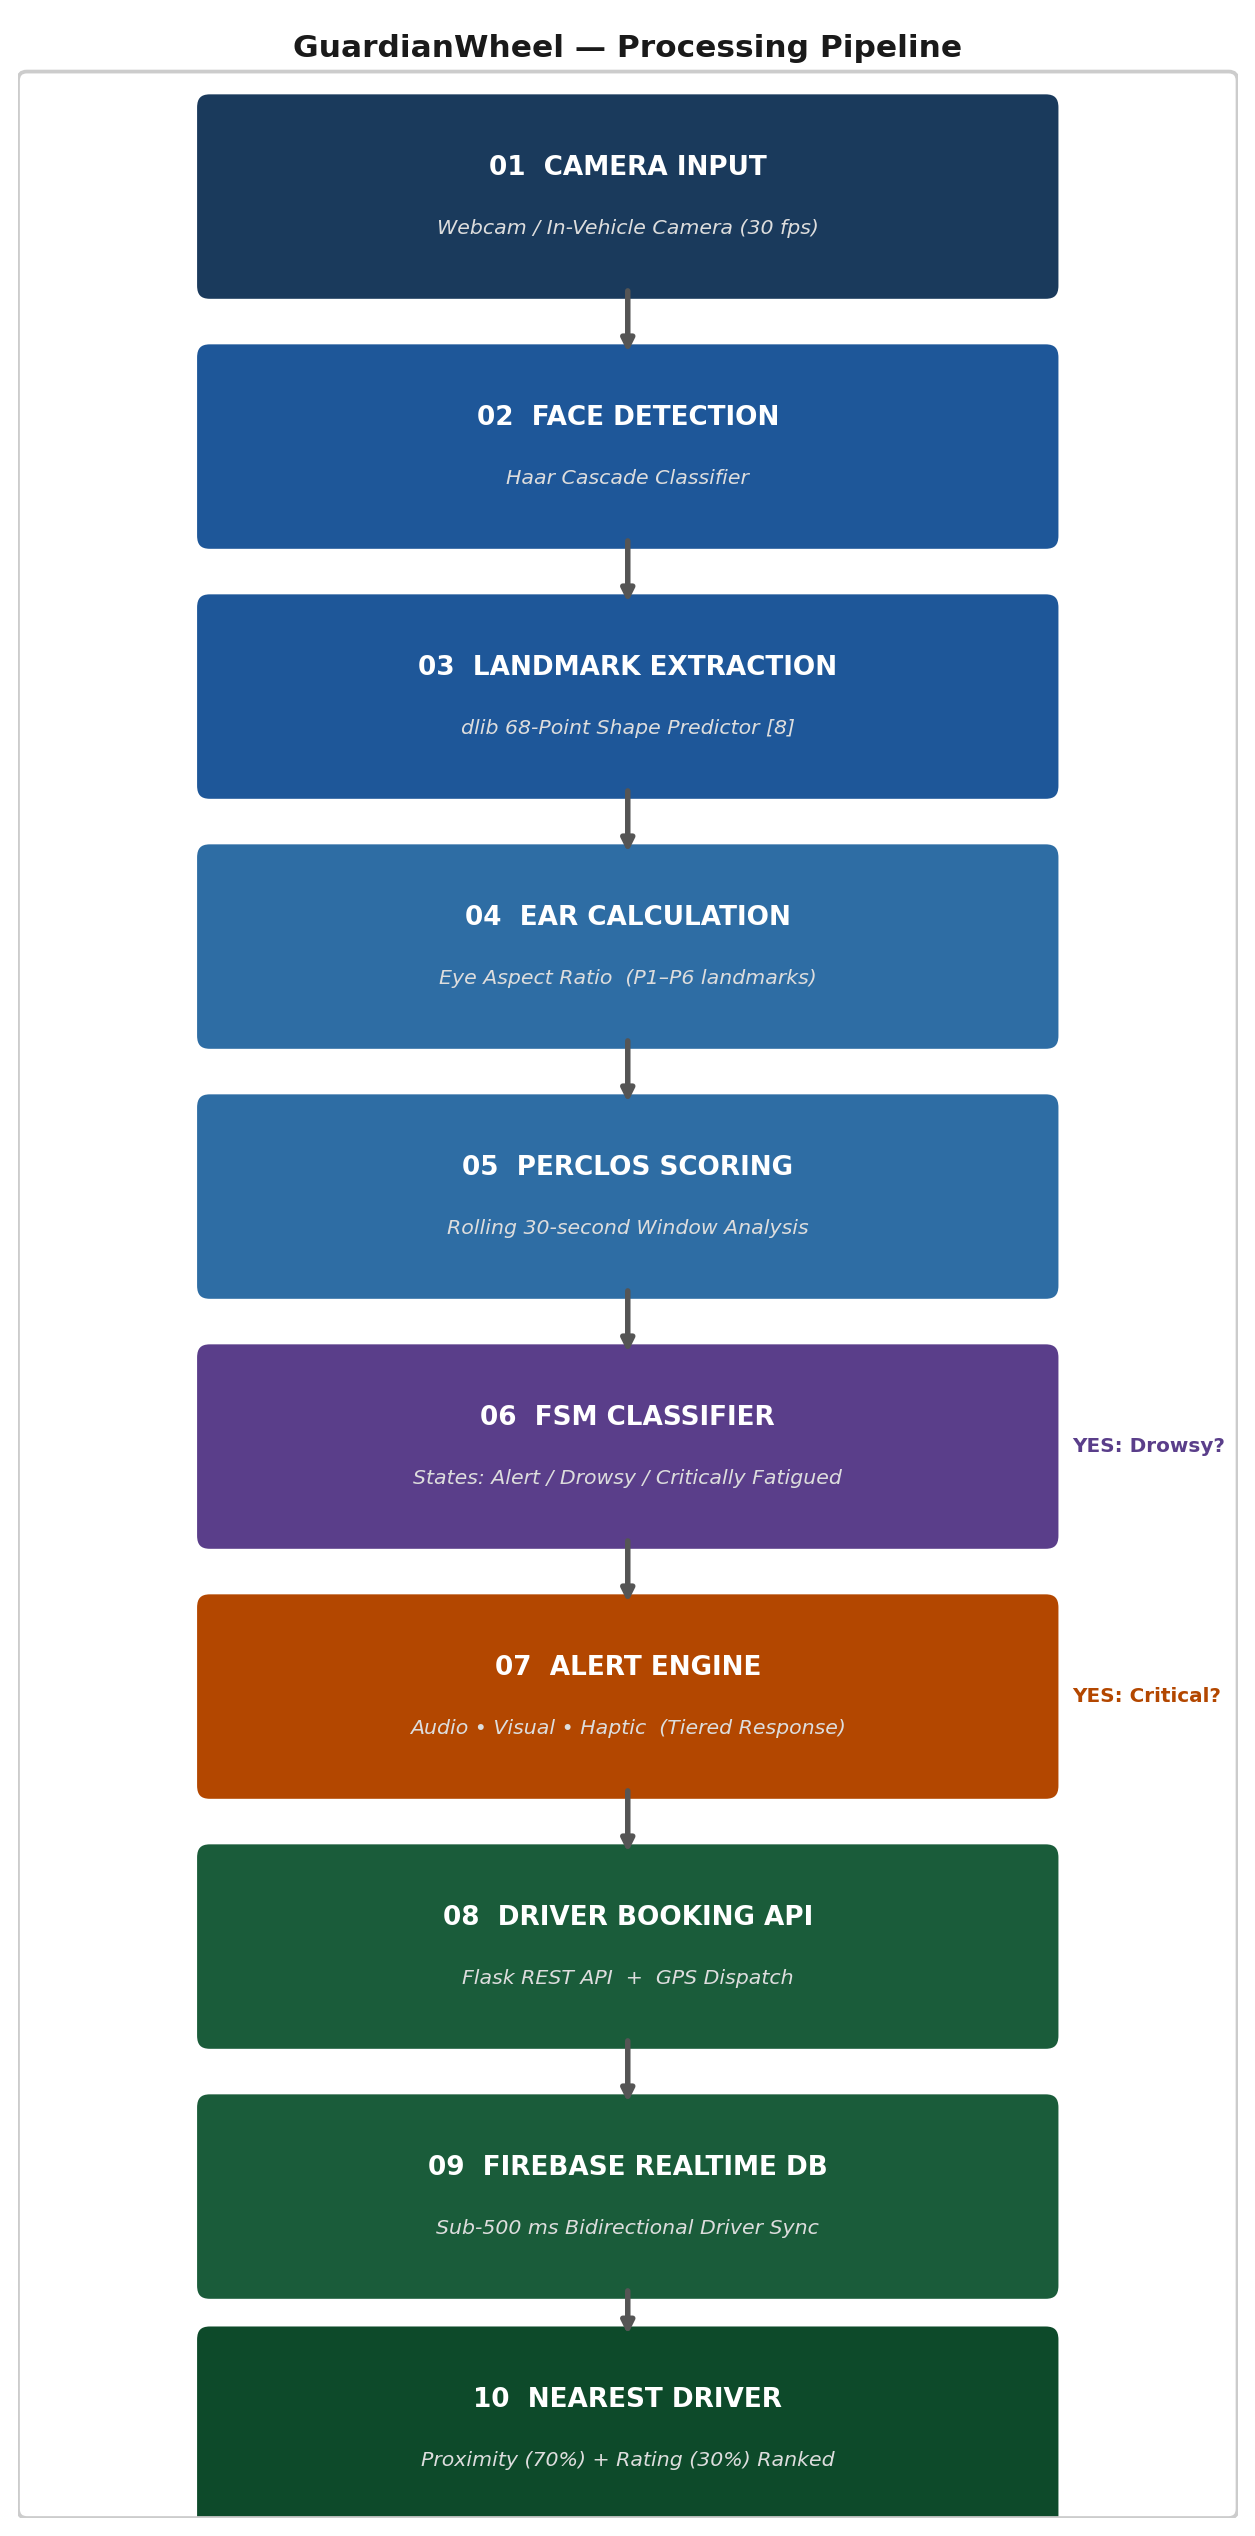 GuardianWheel — Processing Pipeline
01  CAMERA INPUT
Webcam / In-Vehicle Camera (30 fps)
02  FACE DETECTION
Haar Cascade Classifier
03  LANDMARK EXTRACTION
dlib 68-Point Shape Predictor [8]
04  EAR CALCULATION
Eye Aspect Ratio  (P1–P6 landmarks)
05  PERCLOS SCORING
Rolling 30-second Window Analysis
06  FSM CLASSIFIER
YES: Drowsy?
States: Alert / Drowsy / Critically Fatigued
07  ALERT ENGINE
YES: Critical?
Audio • Visual • Haptic  (Tiered Response)
08  DRIVER BOOKING API
Flask REST API  +  GPS Dispatch
09  FIREBASE REALTIME DB
Sub-500 ms Bidirectional Driver Sync
10  NEAREST DRIVER
Proximity (70%) + Rating (30%) Ranked